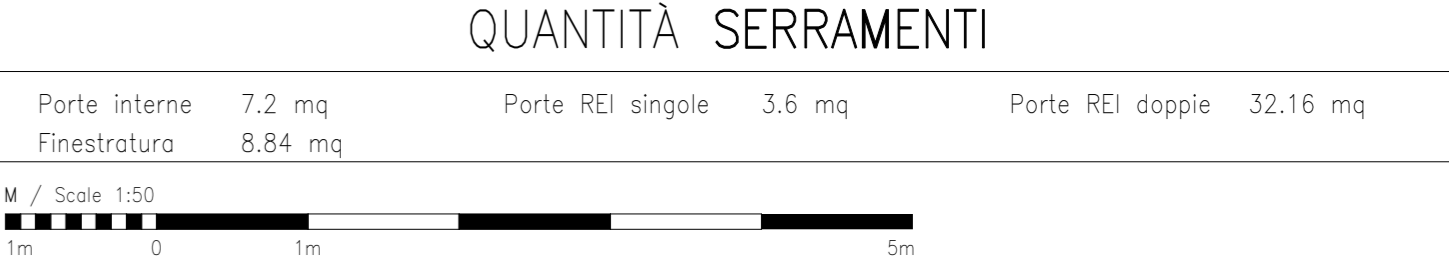 QUANTITÀ SERRAMENTI
Porte interne 7.2 mq Porte REI singole 3.6 mq Porte REI doppie 32.16 mq
Finestratura 8.84 mq
M / Scale 1:50
1m 0 1m 5m